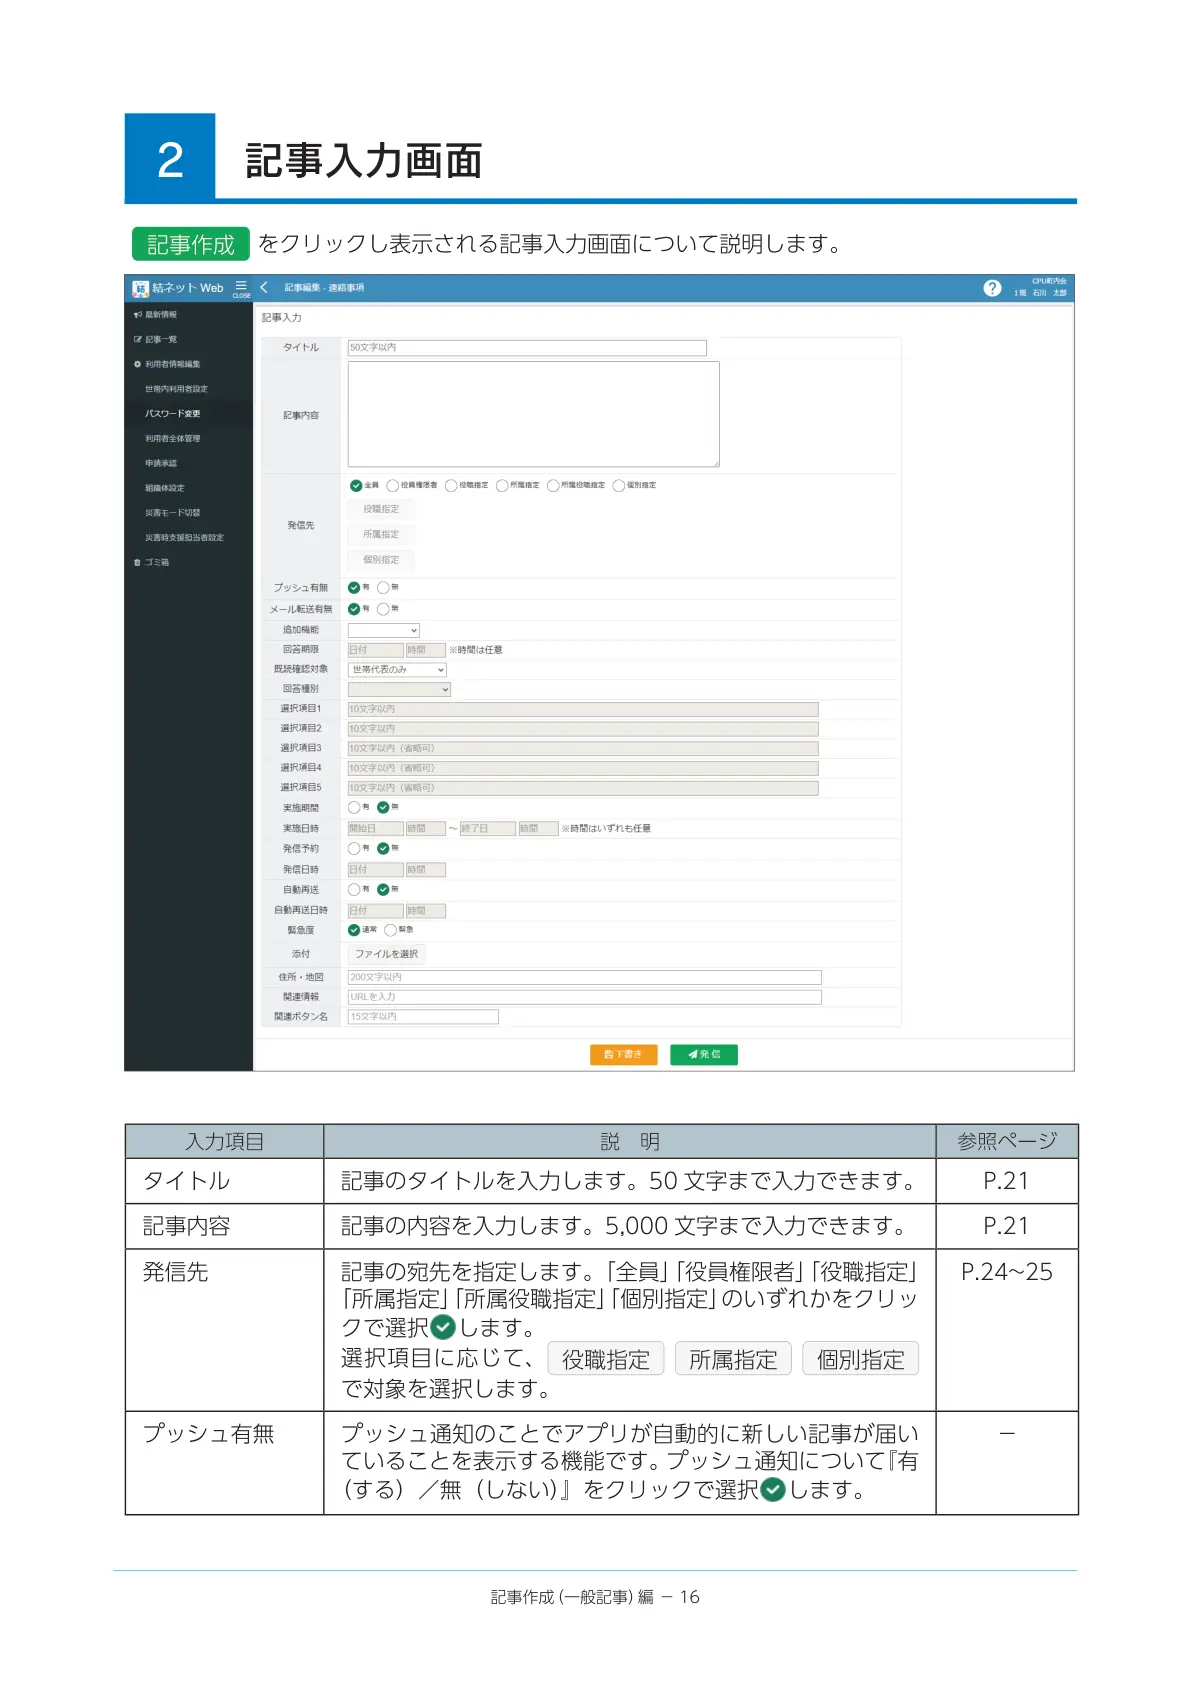 2
記事入力画面
記事作成 をクリックし表示される記事入力画面について説明します。
結 結ネット Web CLOSE 記事編集 - 連絡事項 ? CPU町内会
1班 石川 太郎
最新情報
記事一覧
利用者情報編集
世帯内利用者設定
パスワード変更
利用者全体管理
申請承認
組織体設定
災害モード切替
災害時支援担当者設定
ゴミ箱
記事入力
タイトル 50文字以内
記事内容
発信先 全員 役員権限者 役職指定 所属指定 所属役職指定 個別指定
役職指定
所属指定
個別指定
プッシュ有無 有 無
メール転送有無 有 無
追加機能
回答期限 日付 時間 ※時間は任意
既読確認対象 世帯代表のみ
回答種別
選択項目1 10文字以内
選択項目2 10文字以内
選択項目3 10文字以内（省略可）
選択項目4 10文字以内（省略可）
選択項目5 10文字以内（省略可）
実施期間 有 無
実施日時 開始日 時間 ～ 終了日 時間 ※時間はいずれも任意
発信予約 有 無
発信日時 日付 時間
自動再送 有 無
自動再送日時 日付 時間
緊急度 通常 緊急
添付 ファイルを選択
住所・地図 200文字以内
関連情報 URLを入力
関連ボタン名 15文字以内
下書き 発 信
入力項目 説　明 参照ページ
タイトル 記事のタイトルを入力します。50 文字まで入力できます。 P.21
記事内容 記事の内容を入力します。5,000 文字まで入力できます。 P.21
発信先 記事の宛先を指定します。「全員」「役員権限者」「役職指定」 P.24~25
「所属指定」「所属役職指定」「個別指定」のいずれかをクリッ
クで選択 します。
選択項目に応じて、 役職指定 所属指定 個別指定
で対象を選択します。
プッシュ有無 プッシュ通知のことでアプリが自動的に新しい記事が届い －
ていることを表示する機能です。プッシュ通知について『有
（する）／無（しない）』をクリックで選択 します。
記事作成（一般記事）編 － 16